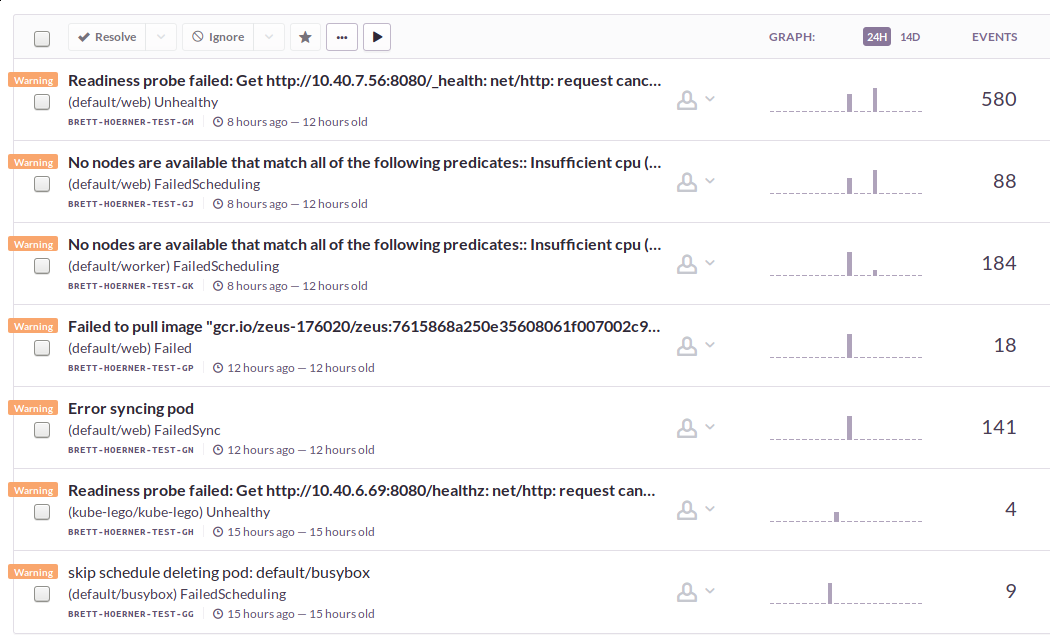 Resolve
Ignore
GRAPH:
24H
14D
EVENTS
Warning
Readiness probe failed: Get http://10.40.7.56:8080/_health: net/http: request canc...
(default/web) Unhealthy
BRETT-HOERNER-TEST-GM
8 hours ago — 12 hours old
580
Warning
No nodes are available that match all of the following predicates:: Insufficient cpu (...
(default/web) FailedScheduling
BRETT-HOERNER-TEST-GJ
8 hours ago — 12 hours old
88
Warning
No nodes are available that match all of the following predicates:: Insufficient cpu (...
(default/worker) FailedScheduling
BRETT-HOERNER-TEST-GK
8 hours ago — 12 hours old
184
Warning
Failed to pull image "gcr.io/zeus-176020/zeus:7615868a250e35608061f007002c9...
(default/web) Failed
BRETT-HOERNER-TEST-GP
12 hours ago — 12 hours old
18
Warning
Error syncing pod
(default/web) FailedSync
BRETT-HOERNER-TEST-GN
12 hours ago — 12 hours old
141
Warning
Readiness probe failed: Get http://10.40.6.69:8080/healthz: net/http: request can...
(kube-lego/kube-lego) Unhealthy
BRETT-HOERNER-TEST-GH
15 hours ago — 15 hours old
4
Warning
skip schedule deleting pod: default/busybox
(default/busybox) FailedScheduling
BRETT-HOERNER-TEST-GG
15 hours ago — 15 hours old
9